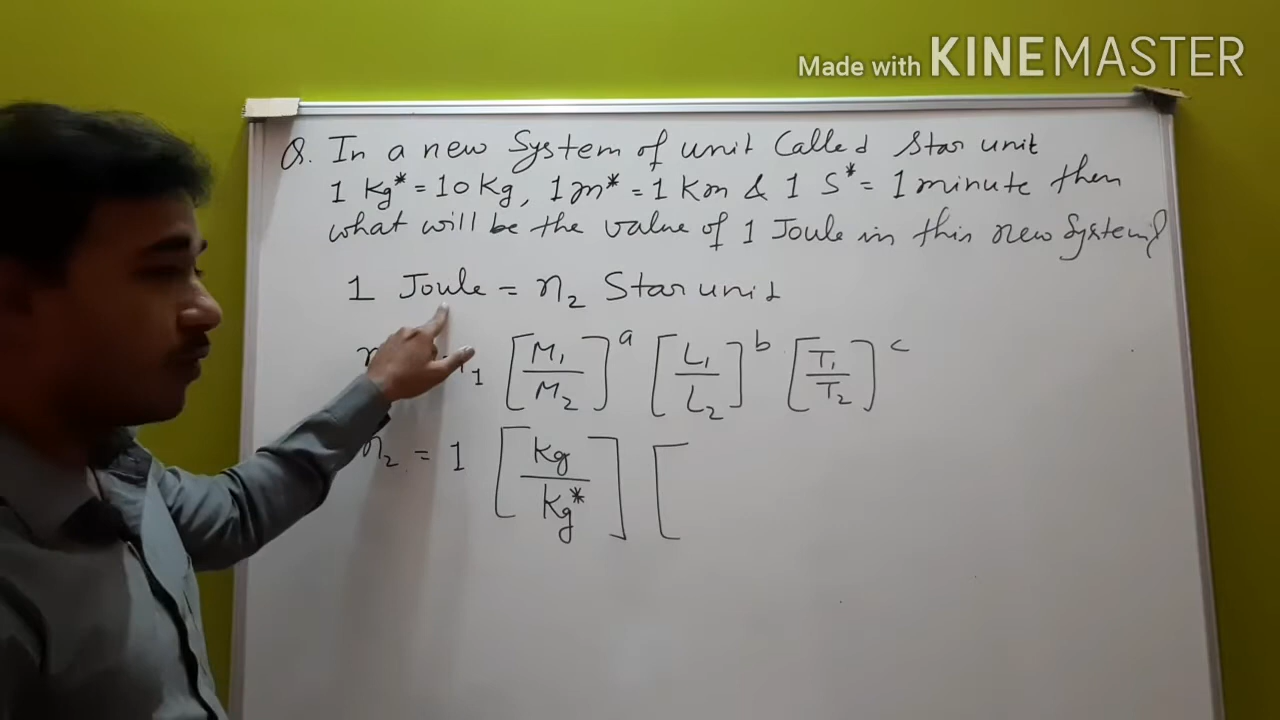 Made with KINEMASTER
Q. In a new System of unit Called Star unit
1 Kg* = 10 Kg, 1 m* = 1 Km & 1 S* = 1 minute then
what will be the value of 1 Joule in this new System?
1 Joule = n₂ Star unit
₁ [M₁/M₂]ᵃ [L₁/L₂]ᵇ [T₁/T₂]ᶜ
n₂ = 1 [Kg/Kg*] [